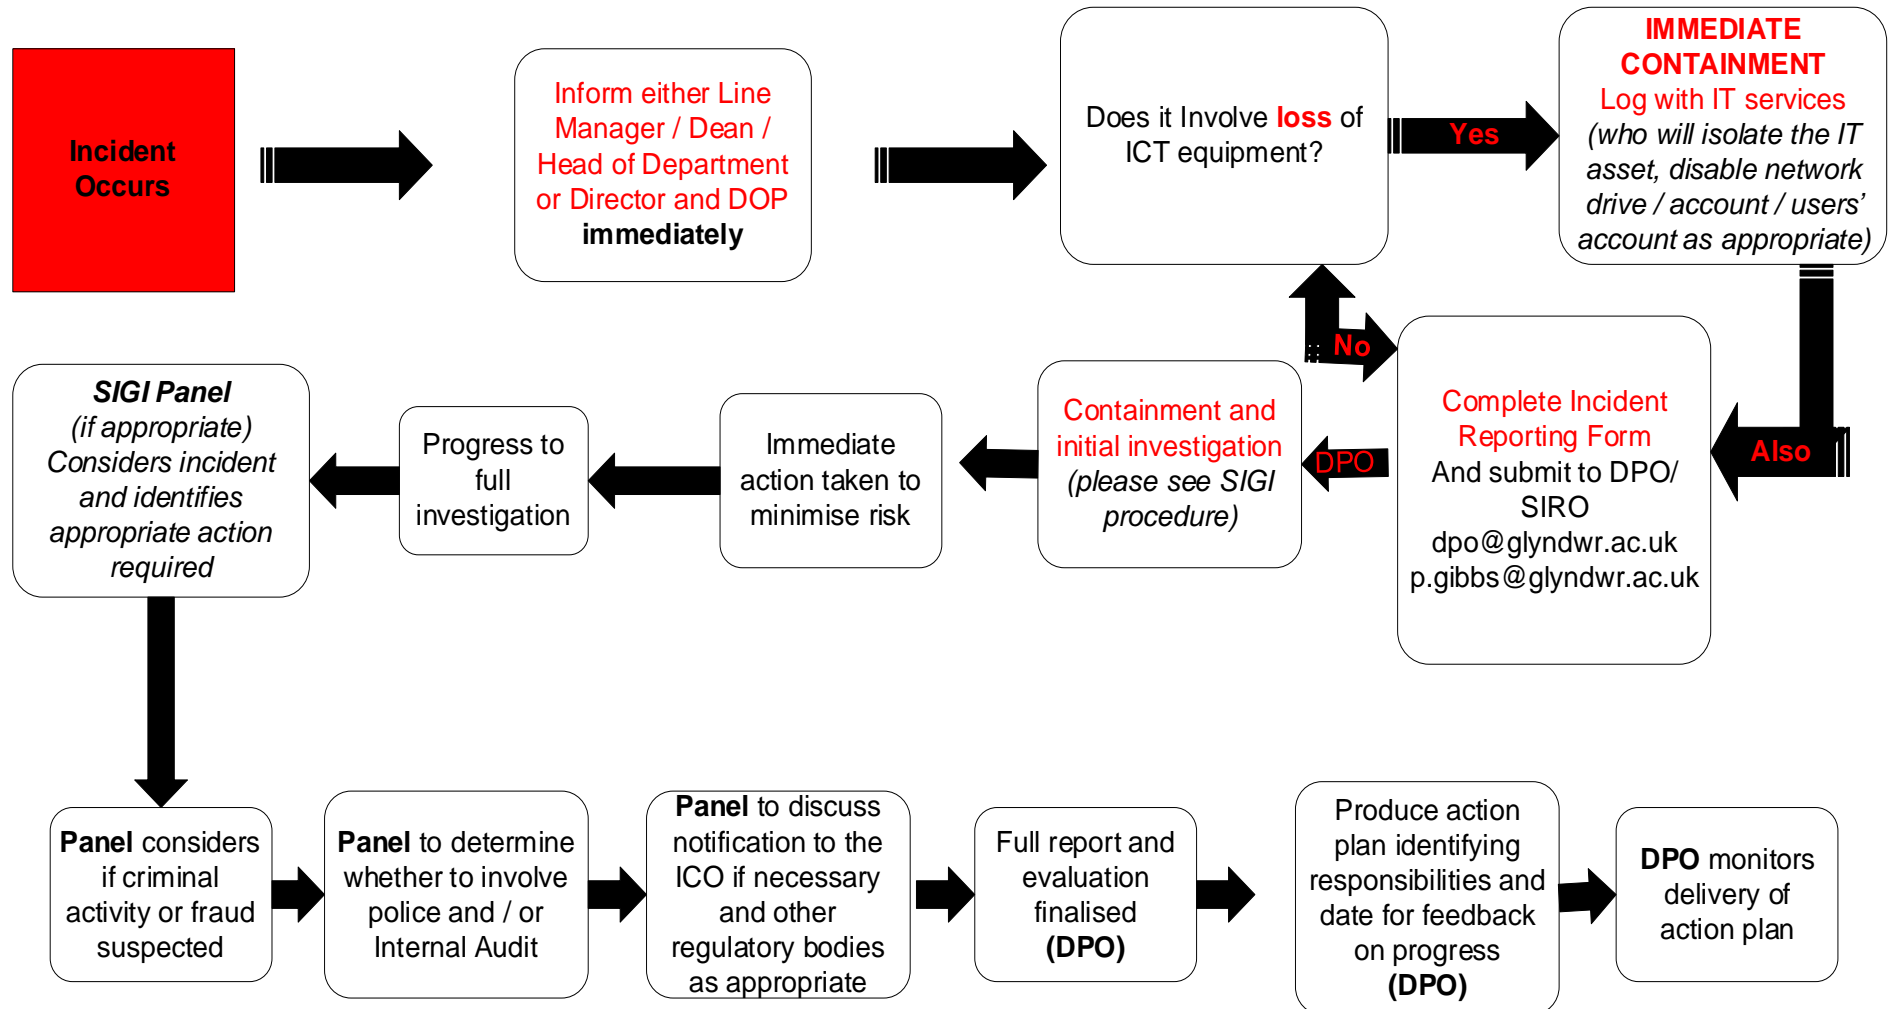 Incident
Occurs
Inform either Line
Manager / Dean /
Head of Department
or Director and DOP
immediately
Does it Involve loss of
ICT equipment?
Yes
IMMEDIATE
CONTAINMENT
Log with IT services
(who will isolate the IT
asset, disable network
drive / account / users’
account as appropriate)
No
Also
Complete Incident
Reporting Form
And submit to DPO/
SIRO
dpo@glyndwr.ac.uk
p.gibbs@glyndwr.ac.uk
DPO
Containment and
initial investigation
(please see SIGI
procedure)
Immediate
action taken to
minimise risk
Progress to
full
investigation
SIGI Panel
(if appropriate)
Considers incident
and identifies
appropriate action
required
Panel considers
if criminal
activity or fraud
suspected
Panel to determine
whether to involve
police and / or
Internal Audit
Panel to discuss
notification to the
ICO if necessary
and other
regulatory bodies
as appropriate
Full report and
evaluation
finalised
(DPO)
Produce action
plan identifying
responsibilities and
date for feedback
on progress
(DPO)
DPO monitors
delivery of
action plan